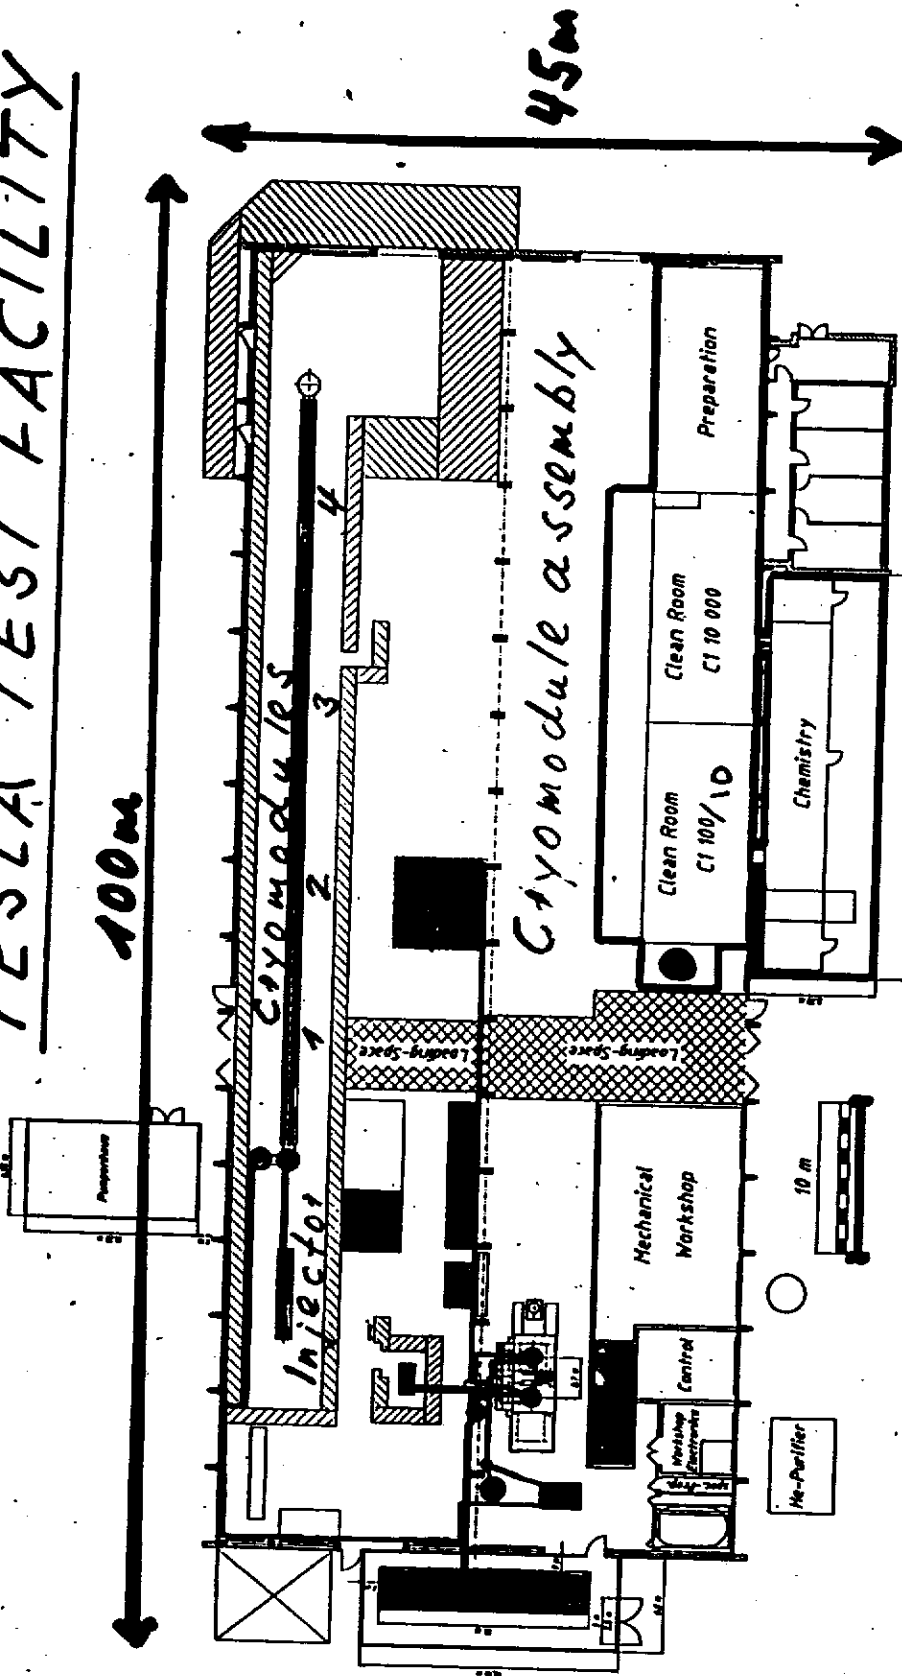 TESLA TEST FACILITY
100m
45m
Pumpenhaus
Cryomodules
1 2 3 4
Injector
Cryomodule assembly
Loading-Space
Loading-Space
Preparation
Clean Room
Cl 10 000
Clean Room
Cl 100/10
Chemistry
Mechanical
Workshop
Control
Workshop
Electronics
He-Purifier
10 m